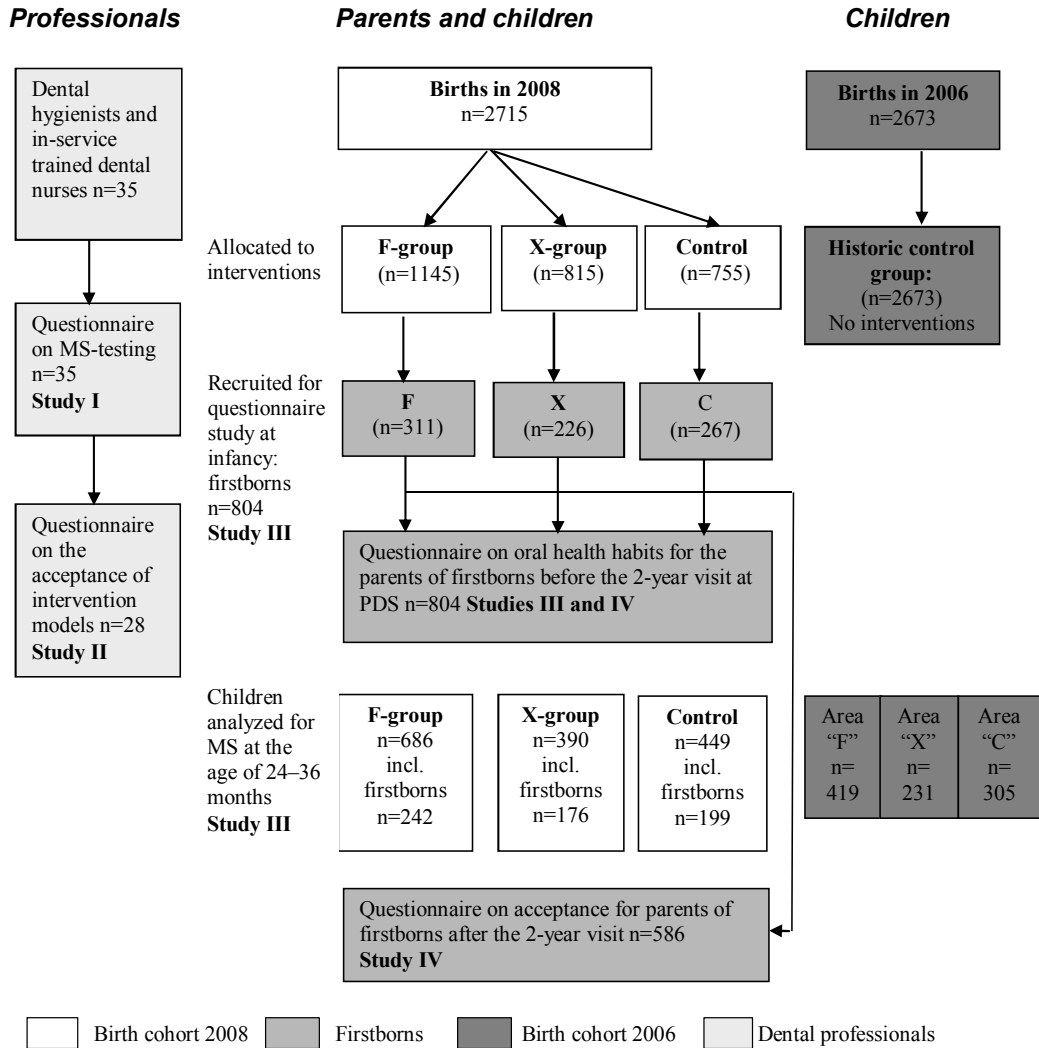 Professionals
Parents and children
Children
Dental
hygienists and
in-service
trained dental
nurses n=35
Births in 2008
n=2715
Births in 2006
n=2673
Allocated to
interventions
F-group
(n=1145)
X-group
(n=815)
Control
(n=755)
Historic control
group:
(n=2673)
No interventions
Questionnaire
on MS-testing
n=35
Study I
Recruited for
questionnaire
study at
infancy:
firstborns
n=804
Study III
F
(n=311)
X
(n=226)
C
(n=267)
Questionnaire
on the
acceptance of
intervention
models n=28
Study II
Questionnaire on oral health habits for the
parents of firstborns before the 2-year visit at
PDS n=804 Studies III and IV
Children
analyzed for
MS at the
age of 24–36
months
Study III
F-group
n=686
incl.
firstborns
n=242
X-group
n=390
incl.
firstborns
n=176
Control
n=449
incl.
firstborns
n=199
Area
“F”
n=
419
Area
“X”
n=
231
Area
“C”
n=
305
Questionnaire on acceptance for parents of
firstborns after the 2-year visit n=586
Study IV
Birth cohort 2008
Firstborns
Birth cohort 2006
Dental professionals